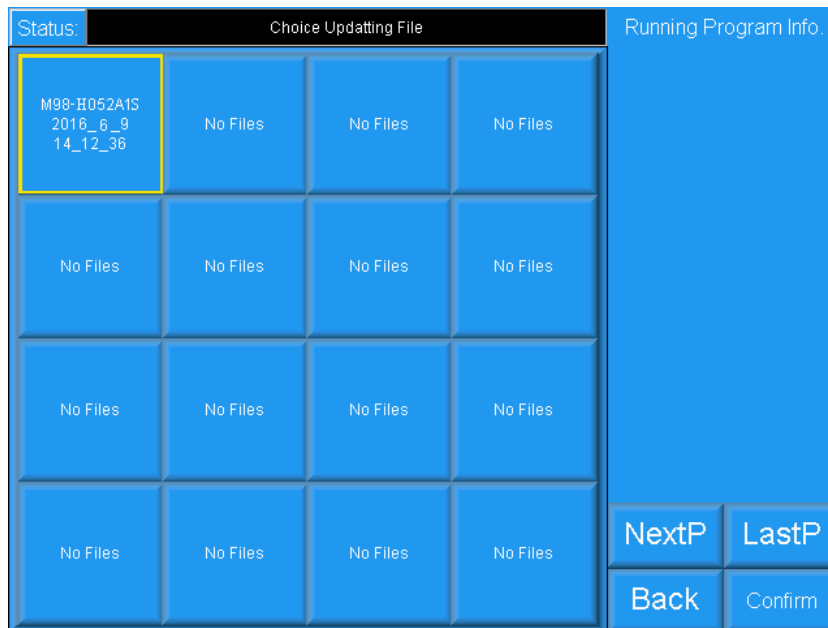 Status: Choice Updatting File Running Program Info.
M98-H052A1S
2016_6_9
14_12_36
No Files No Files No Files
No Files No Files No Files No Files
No Files No Files No Files No Files
No Files No Files No Files No Files
NextP LastP
Back Confirm